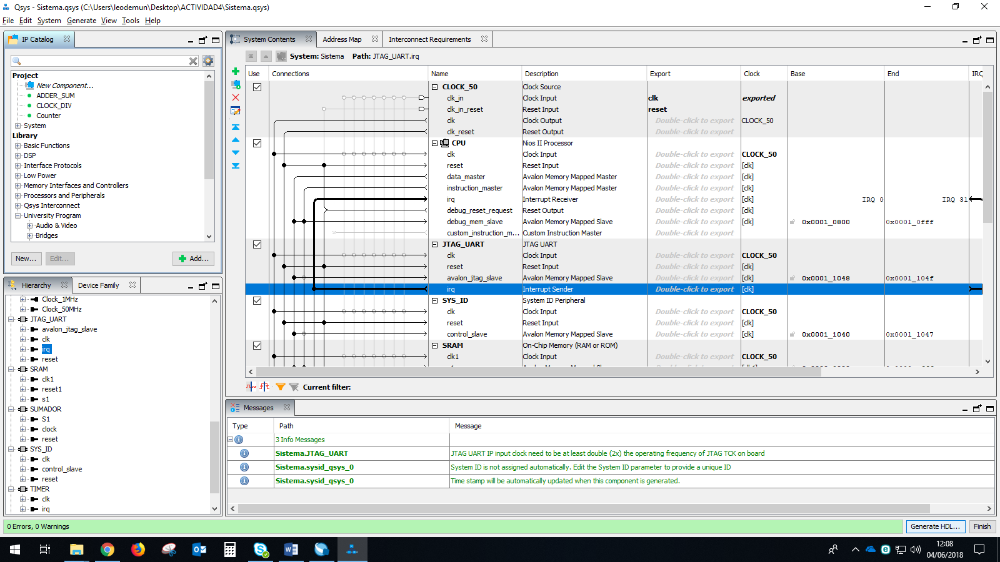 Qsys - Sistema.qsys (C:\Users\leodemun\Desktop\ACTIVIDAD4\Sistema.qsys)
File Edit System Generate View Tools Help
IP Catalog
Project
New Component...
ADDER_SUM
CLOCK_DIV
Counter
System
Library
Basic Functions
DSP
Interface Protocols
Low Power
Memory Interfaces and Controllers
Processors and Peripherals
Qsys Interconnect
University Program
Audio & Video
Bridges
New... Edit... Add...
Hierarchy Device Family
Clock_1MHz
Clock_50MHz
JTAG_UART
avalon_jtag_slave
clk
irq
reset
SRAM
clk1
reset1
s1
SUMADOR
S1
clock
reset
SYS_ID
clk
control_slave
reset
TIMER
clk
irq
System Contents Address Map Interconnect Requirements
System: Sistema Path: JTAG_UART.irq
Use Connections Name Description Export Clock Base End IRQ
CLOCK_50 Clock Source
clk_in Clock Input clk exported
clk_in_reset Reset Input reset
clk Clock Output Double-click to export CLOCK_50
clk_reset Reset Output Double-click to export
CPU Nios II Processor
clk Clock Input Double-click to export CLOCK_50
reset Reset Input Double-click to export [clk]
data_master Avalon Memory Mapped Master Double-click to export [clk]
instruction_master Avalon Memory Mapped Master Double-click to export [clk]
irq Interrupt Receiver Double-click to export [clk] IRQ 0 IRQ 31
debug_reset_request Reset Output Double-click to export [clk]
debug_mem_slave Avalon Memory Mapped Slave Double-click to export [clk] 0x0001_0800 0x0001_0fff
custom_instruction_m... Custom Instruction Master Double-click to export
JTAG_UART JTAG UART
clk Clock Input Double-click to export CLOCK_50
reset Reset Input Double-click to export [clk]
avalon_jtag_slave Avalon Memory Mapped Slave Double-click to export [clk] 0x0001_1048 0x0001_104f
irq Interrupt Sender Double-click to export [clk]
SYS_ID System ID Peripheral
clk Clock Input Double-click to export CLOCK_50
reset Reset Input Double-click to export [clk]
control_slave Avalon Memory Mapped Slave Double-click to export [clk] 0x0001_1040 0x0001_1047
SRAM On-Chip Memory (RAM or ROM)
clk1 Clock Input Double-click to export CLOCK_50
Current filter:
Messages
Type Path Message
3 Info Messages
Sistema.JTAG_UART JTAG UART IP input clock need to be at least double (2x) the operating frequency of JTAG TCK on board
Sistema.sysid_qsys_0 System ID is not assigned automatically. Edit the System ID parameter to provide a unique ID
Sistema.sysid_qsys_0 Time stamp will be automatically updated when this component is generated.
0 Errors, 0 Warnings
Generate HDL... Finish
12:08
04/06/2018